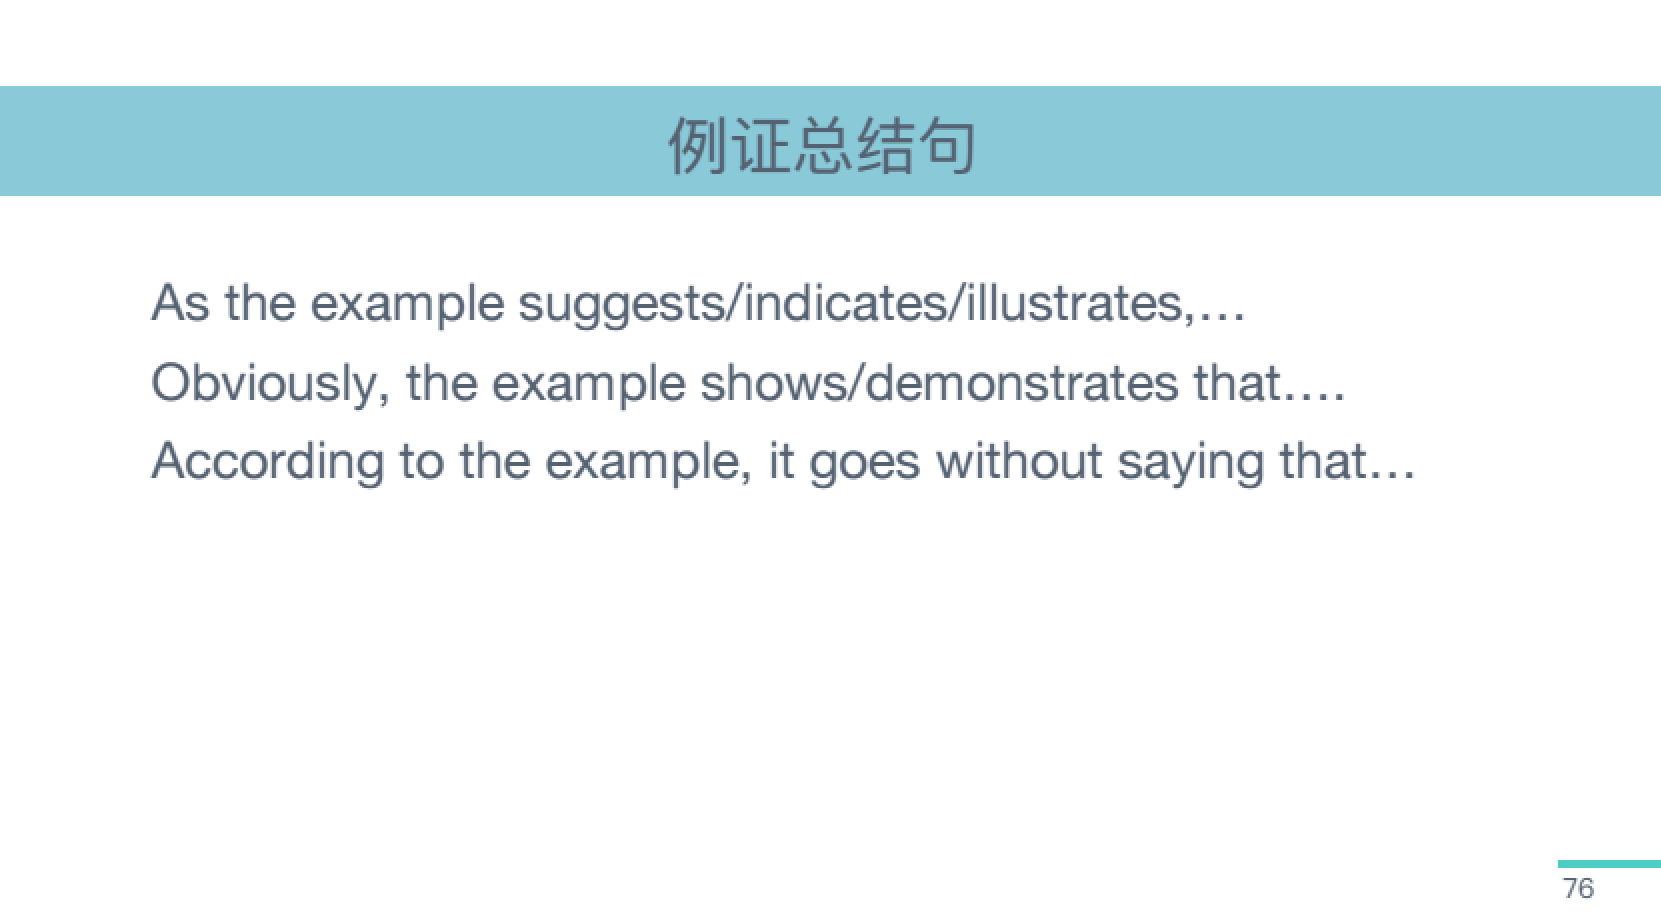 例证总结句
As the example suggests/indicates/illustrates,…
Obviously, the example shows/demonstrates that….
According to the example, it goes without saying that…
76